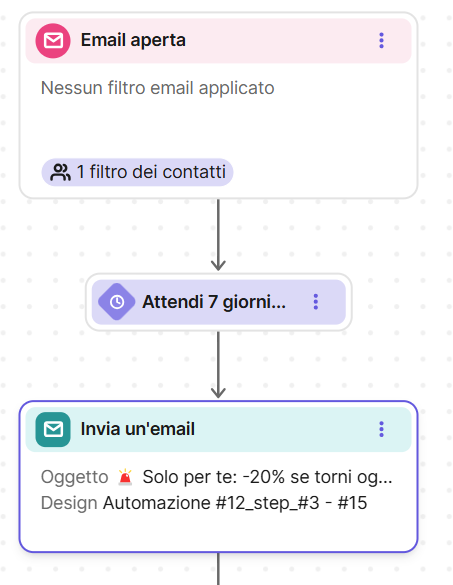 Email aperta
Nessun filtro email applicato
1 filtro dei contatti
Attendi 7 giorni...
Invia un'email
Oggetto 🚨 Solo per te: -20% se torni og...
Design Automazione #12_step_#3 - #15